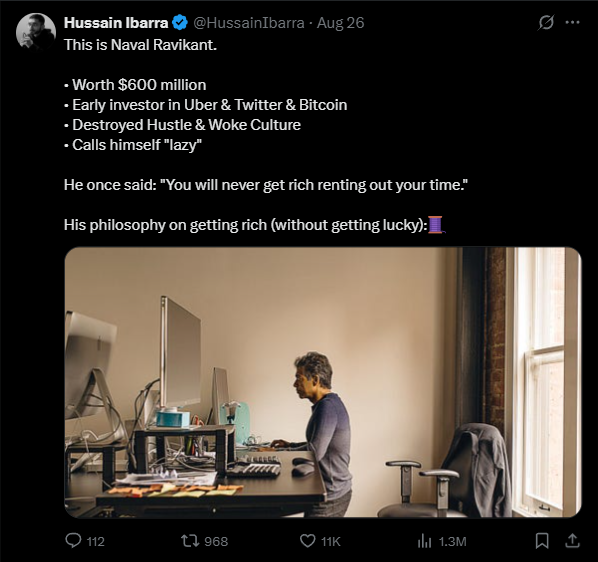 Hussain Ibarra @HussainIbarra · Aug 26
This is Naval Ravikant.
• Worth $600 million
• Early investor in Uber & Twitter & Bitcoin
• Destroyed Hustle & Woke Culture
• Calls himself "lazy"
He once said: "You will never get rich renting out your time."
His philosophy on getting rich (without getting lucky):🧵
112 968 11K 1.3M